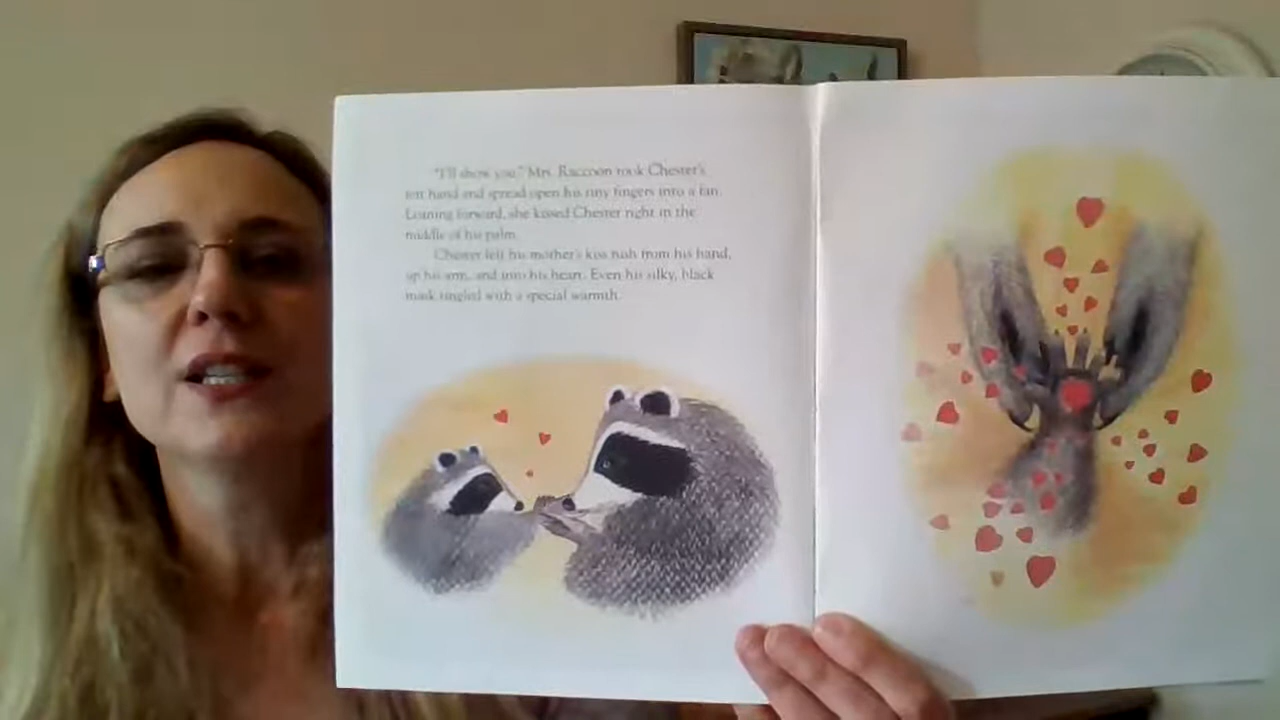 "I'll show you." Mrs. Raccoon took Chester's
left hand and spread open his tiny fingers into a fan.
Leaning forward, she kissed Chester right in the
middle of his palm.
Chester felt his mother's kiss rush from his hand,
up his arm, and into his heart. Even his silky, black
mask tingled with a special warmth.